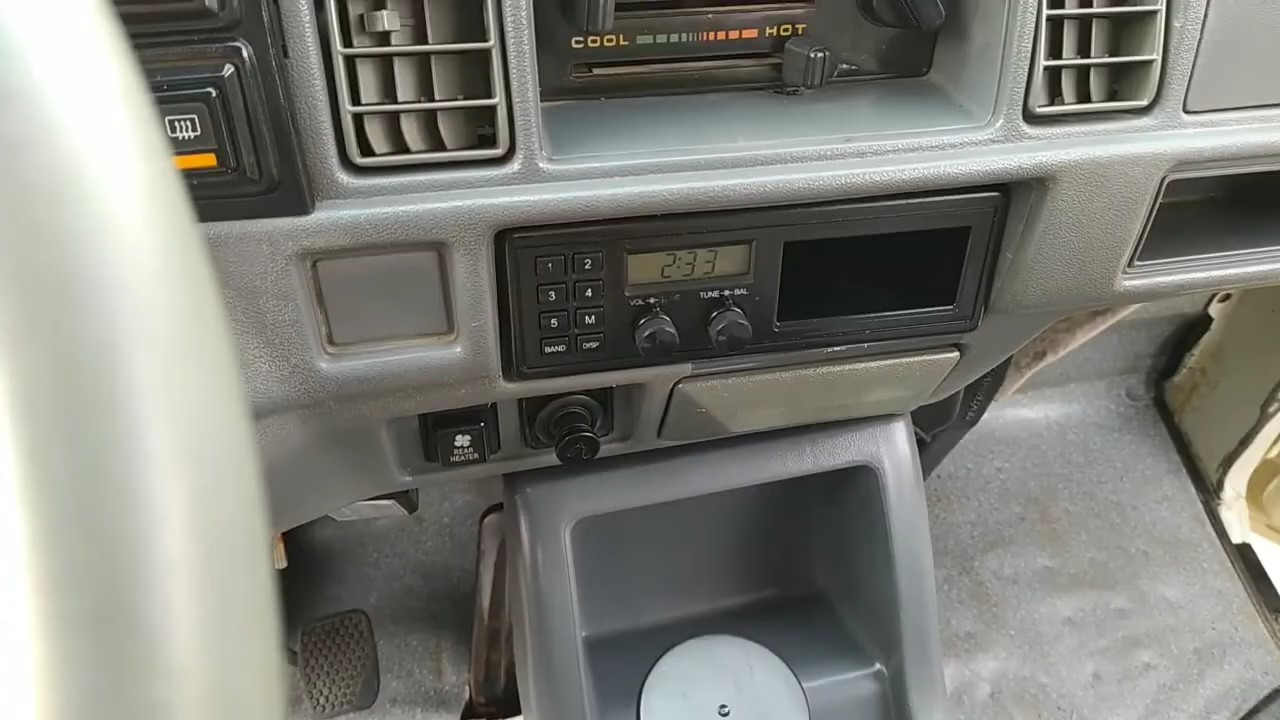 COOL HOT
2:33
1 2
3 4
5 M
BAND DISP
VOL
TUNE BAL
REAR
HEATER